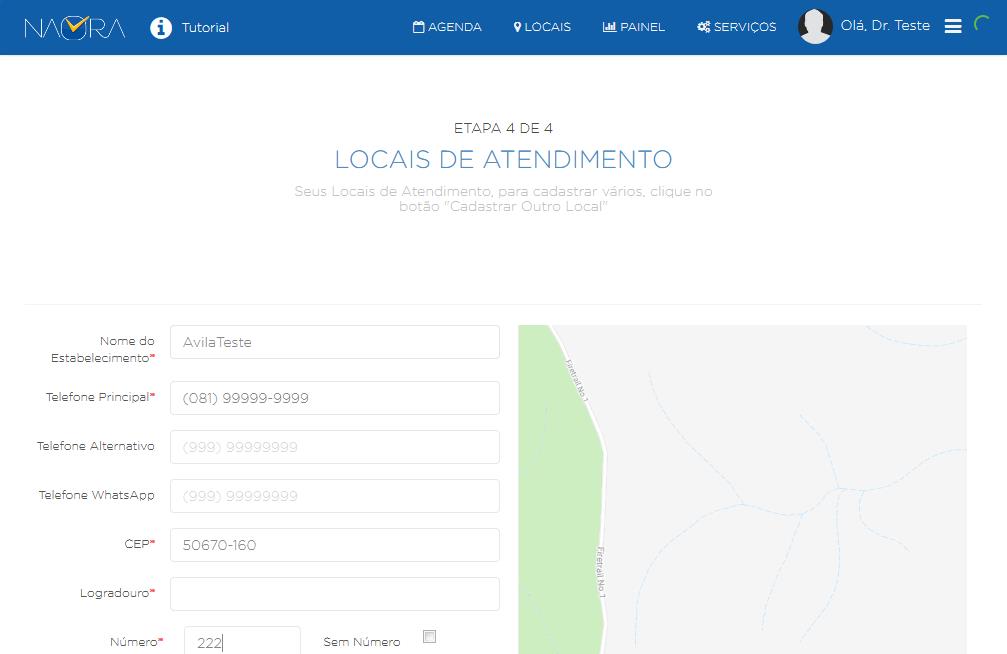 NAORA
Tutorial
AGENDA
LOCAIS
PAINEL
SERVIÇOS
Olá, Dr. Teste
ETAPA 4 DE 4
LOCAIS DE ATENDIMENTO
Seus Locais de Atendimento, para cadastrar vários, clique no
botão "Cadastrar Outro Local"
Nome do
Estabelecimento*
AvilaTeste
Telefone Principal*
(081) 99999-9999
Telefone Alternativo
(999) 99999999
Telefone WhatsApp
(999) 99999999
CEP*
50670-160
Logradouro*
Número*
222
Sem Número
Firetrail No.1
Firetrail No.1